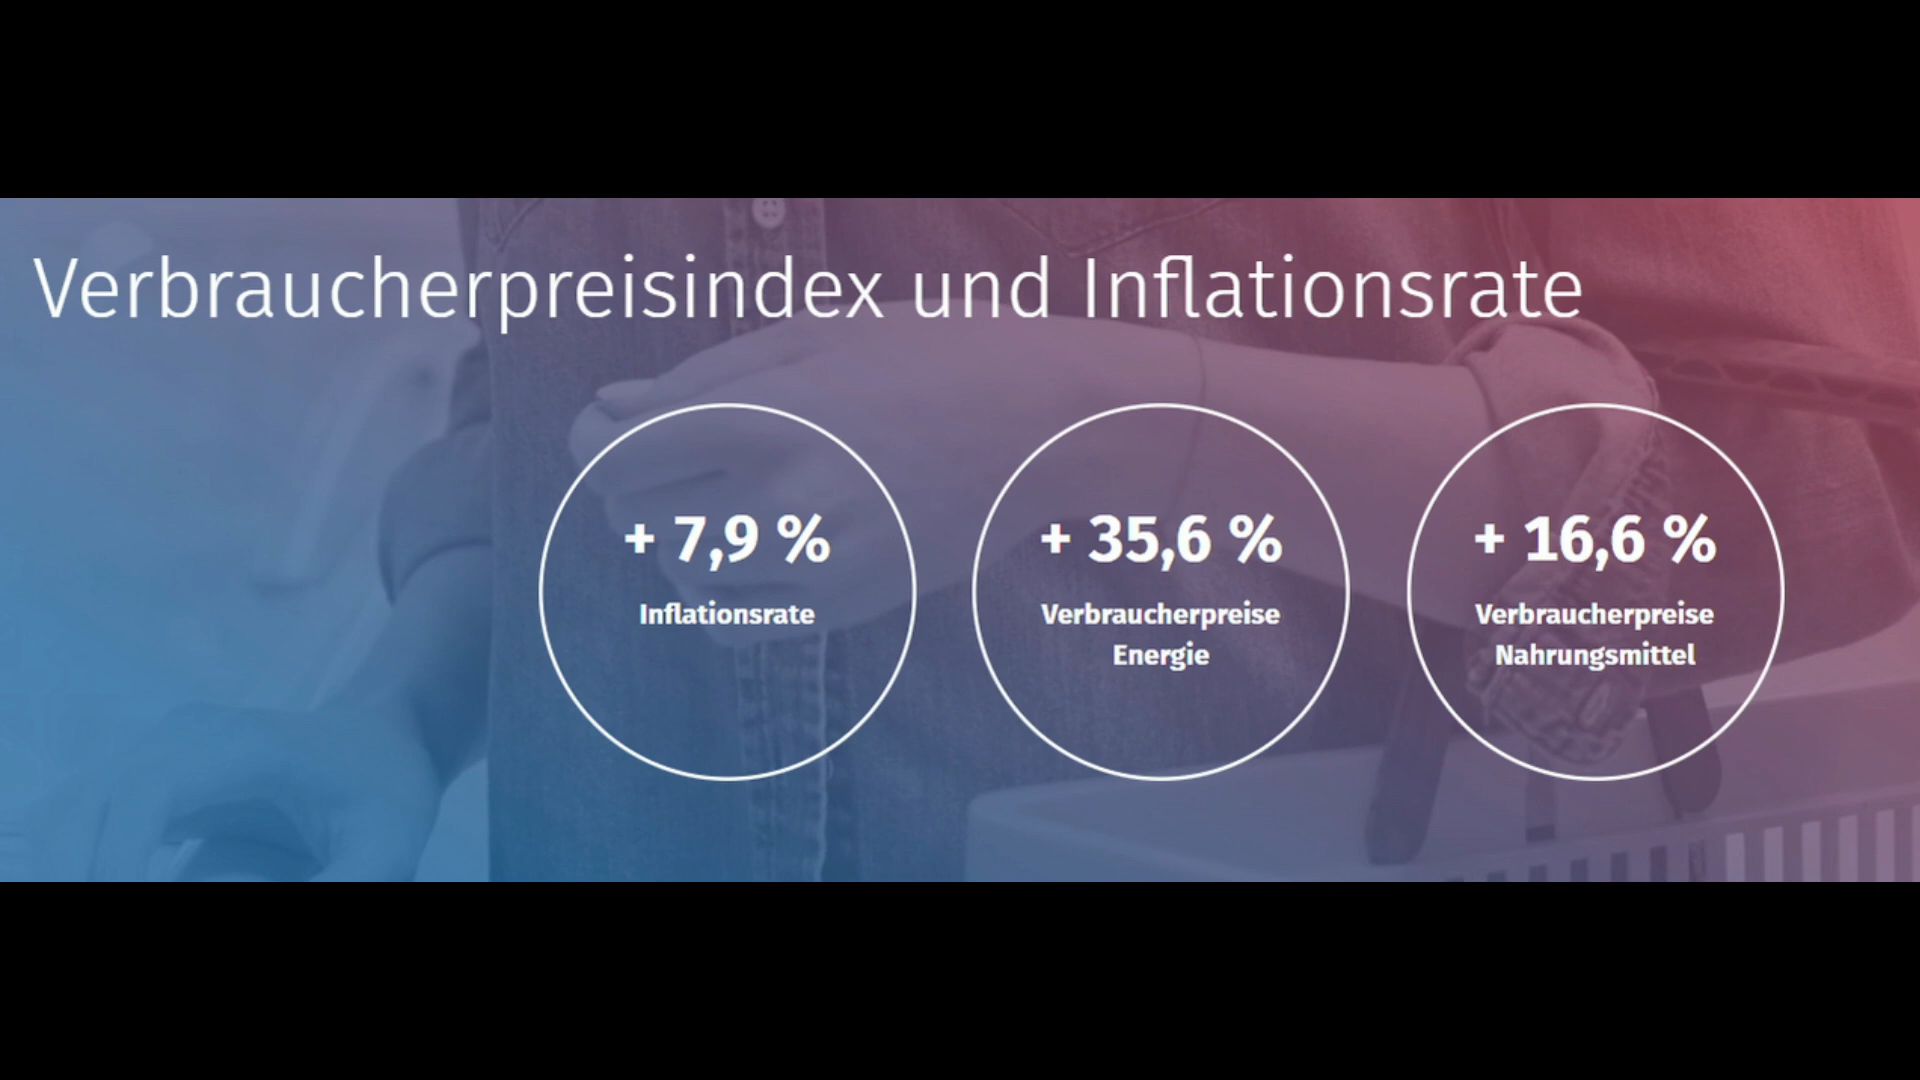 Verbraucherpreisindex und Inflationsrate
+ 7,9 %
Inflationsrate
+ 35,6 %
Verbraucherpreise
Energie
+ 16,6 %
Verbraucherpreise
Nahrungsmittel